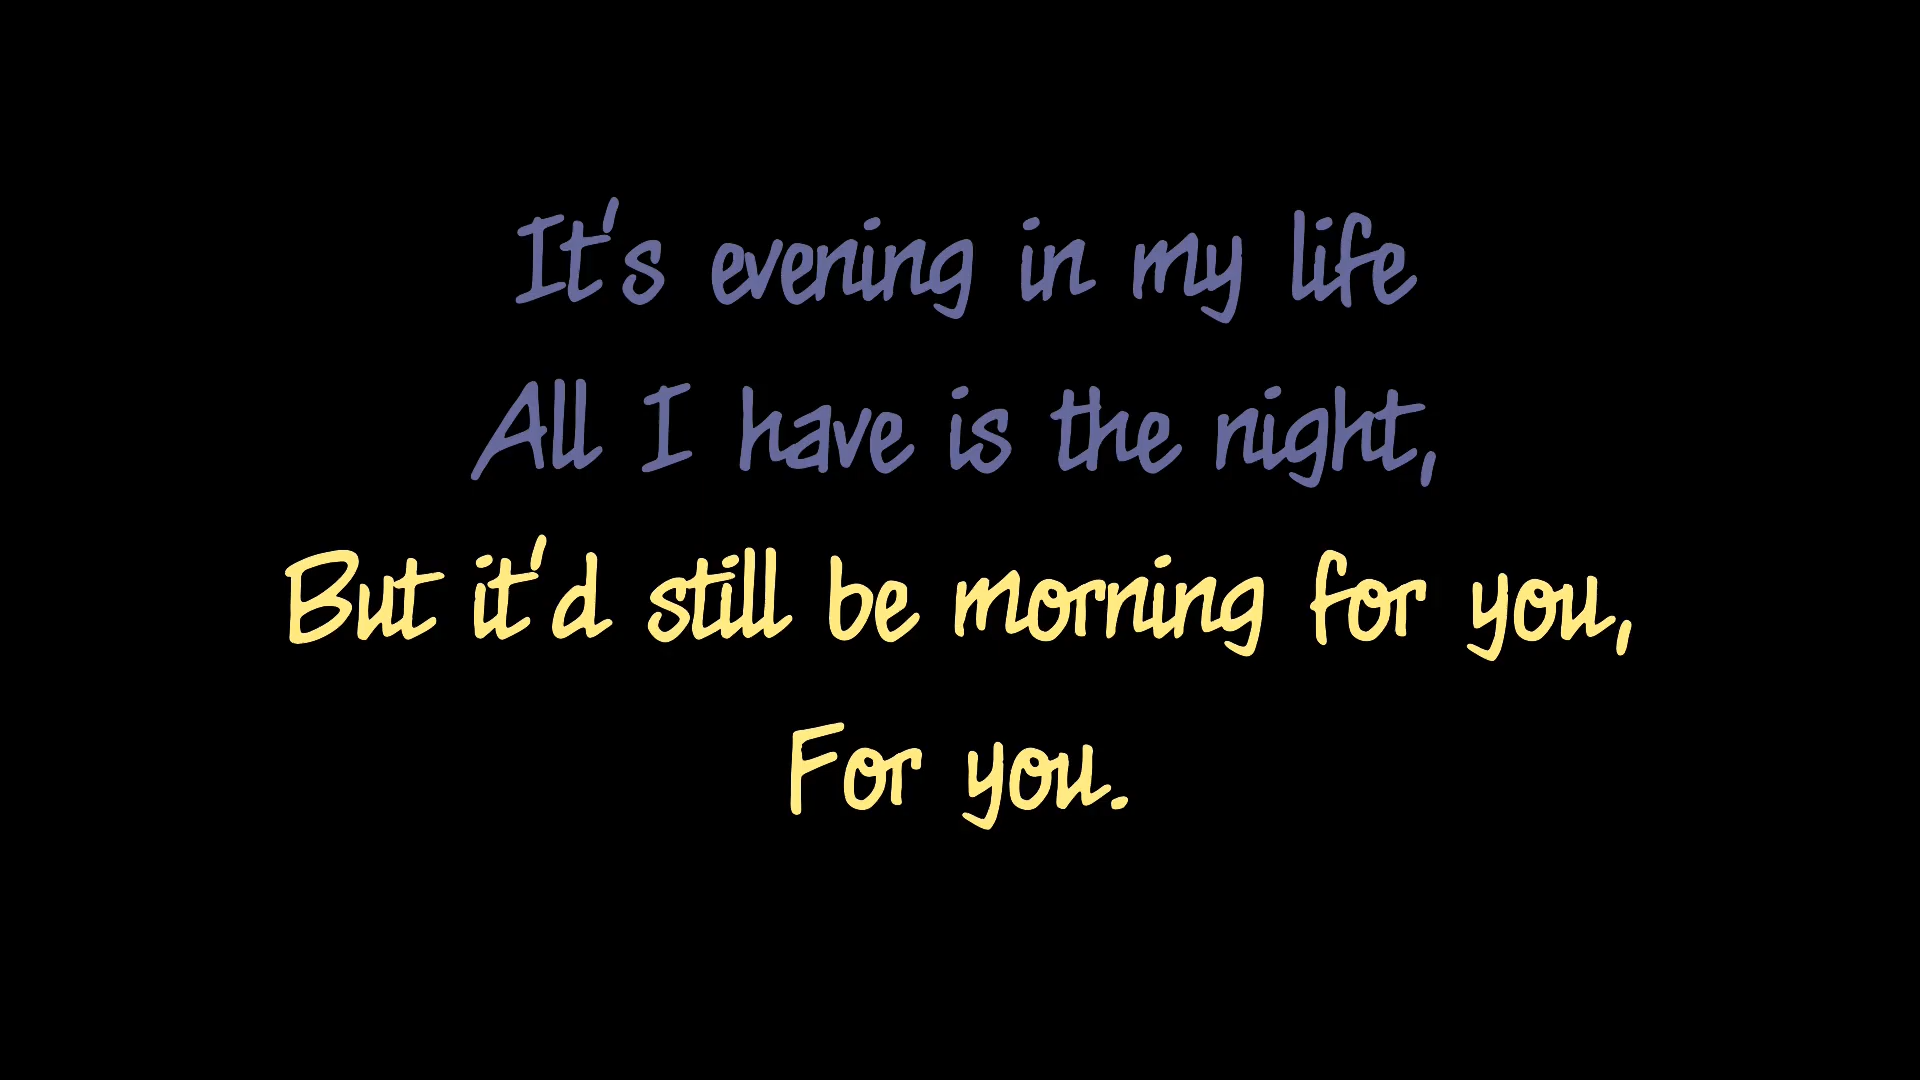 It's evening in my life
All I have is the night,
But it'd still be morning for you,
For you.